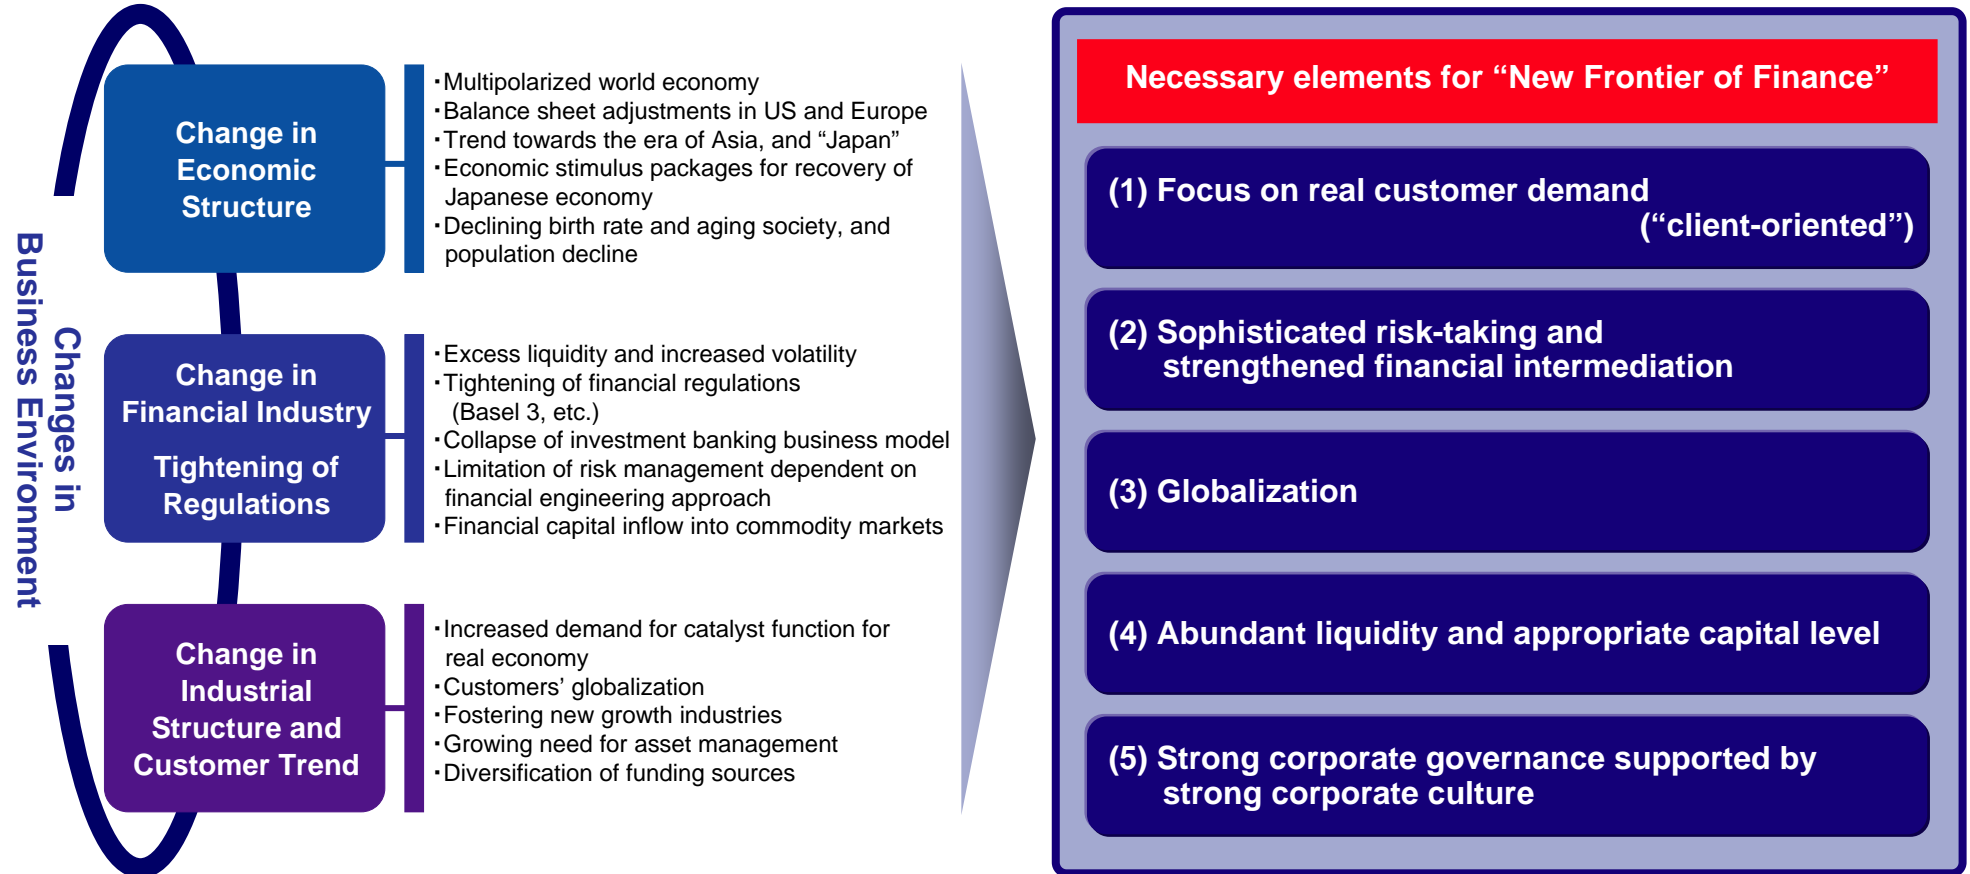 Changes in
Business Environment
Change in
Economic
Structure
・Multipolarized world economy
・Balance sheet adjustments in US and Europe
・Trend towards the era of Asia, and “Japan”
・Economic stimulus packages for recovery of
Japanese economy
・Declining birth rate and aging society, and
population decline
Change in
Financial Industry
Tightening of
Regulations
・Excess liquidity and increased volatility
・Tightening of financial regulations
(Basel 3, etc.)
・Collapse of investment banking business model
・Limitation of risk management dependent on
financial engineering approach
・Financial capital inflow into commodity markets
Change in
Industrial
Structure and
Customer Trend
・Increased demand for catalyst function for
real economy
・Customers’ globalization
・Fostering new growth industries
・Growing need for asset management
・Diversification of funding sources
Necessary elements for “New Frontier of Finance”
(1) Focus on real customer demand
(“client-oriented”)
(2) Sophisticated risk-taking and
strengthened financial intermediation
(3) Globalization
(4) Abundant liquidity and appropriate capital level
(5) Strong corporate governance supported by
strong corporate culture